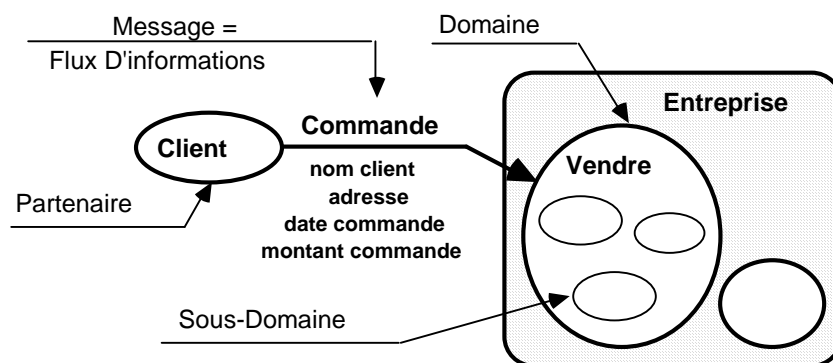 Message =
Flux D'informations
Domaine
Entreprise
Client
Commande
Vendre
nom client
adresse
date commande
montant commande
Partenaire
Sous-Domaine